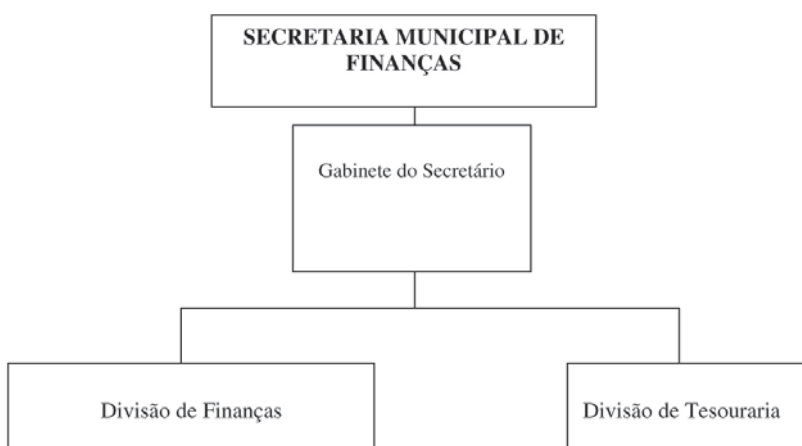 SECRETARIA MUNICIPAL DE
FINANÇAS
Gabinete do Secretário
Divisão de Finanças
Divisão de Tesouraria